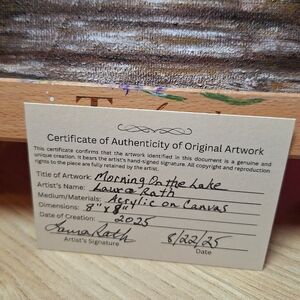 Certificate of Authenticity of Original Artwork
This certificate confirms that the artwork identified in this document is a genuine and
unique creation. It bears the artist's hand-signed signature. All copyright and reproduction
rights to the piece are fully retained by the artist.
Title of Artwork: Morning On the Lake
Artist's Name: Laura Rath
Medium/Materials: Acrylic on Canvas
Dimensions: 8" x 8"
Date of Creation: 2025
Laura Rath 8/22/25
Artist's Signature Date